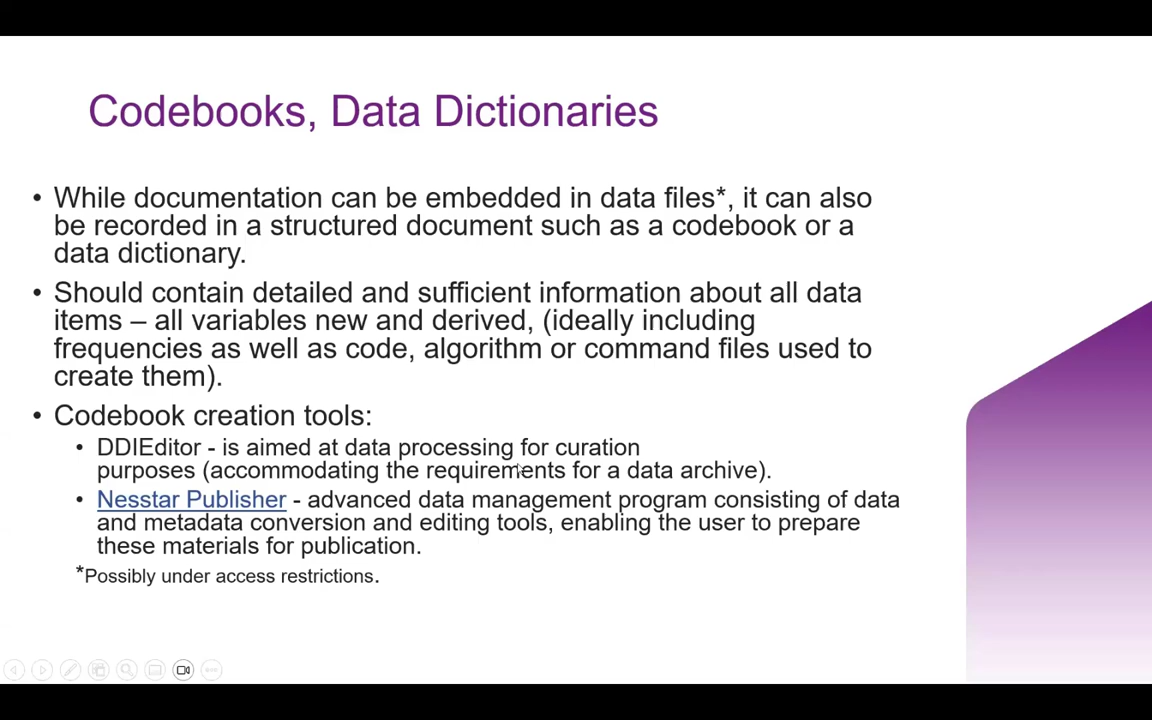 Codebooks, Data Dictionaries
• While documentation can be embedded in data files*, it can also
be recorded in a structured document such as a codebook or a
data dictionary.
• Should contain detailed and sufficient information about all data
items – all variables new and derived, (ideally including
frequencies as well as code, algorithm or command files used to
create them).
• Codebook creation tools:
• DDIEditor - is aimed at data processing for curation
purposes (accommodating the requirements for a data archive).
• Nesstar Publisher - advanced data management program consisting of data
and metadata conversion and editing tools, enabling the user to prepare
these materials for publication.
*Possibly under access restrictions.